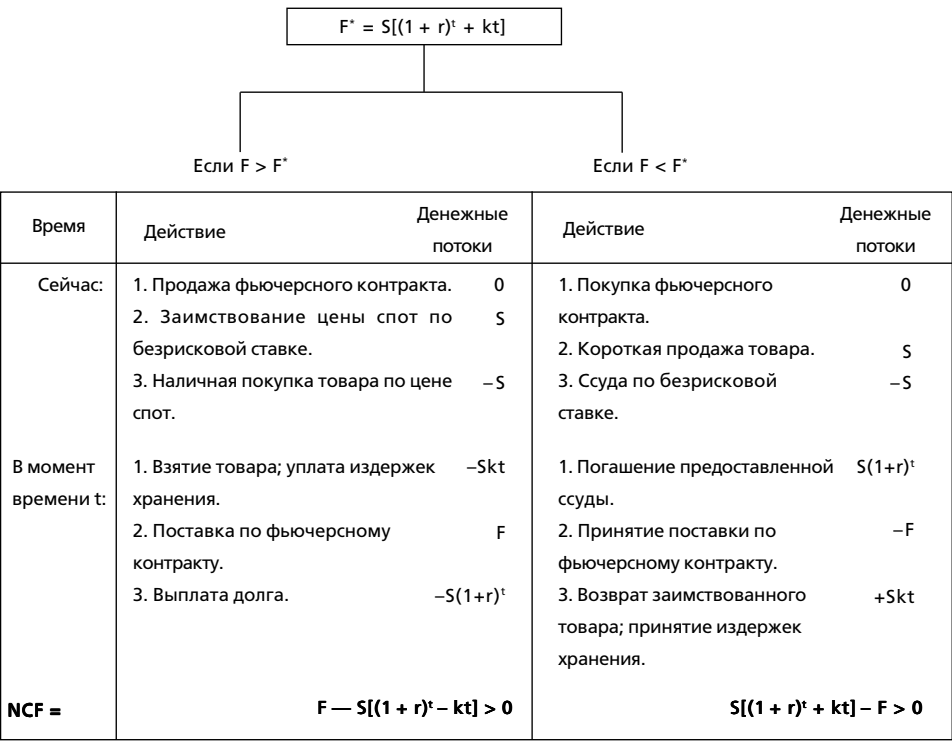 F* = S[(1 + r)ᵗ + kt]
Если F > F*
Если F < F*
Время
Действие
Денежные
потоки
Действие
Денежные
потоки
Сейчас:
1. Продажа фьючерсного контракта. 0
2. Заимствование цены спот по S
безрисковой ставке.
3. Наличная покупка товара по цене –S
спот.
1. Покупка фьючерсного 0
контракта.
2. Короткая продажа товара. S
3. Ссуда по безрисковой –S
ставке.
В момент
времени t:
1. Взятие товара; уплата издержек –Skt
хранения.
2. Поставка по фьючерсному F
контракту.
3. Выплата долга. –S(1+r)ᵗ
1. Погашение предоставленной S(1+r)ᵗ
ссуды.
2. Принятие поставки по –F
фьючерсному контракту.
3. Возврат заимствованного +Skt
товара; принятие издержек
хранения.
NCF =
F — S[(1 + r)ᵗ – kt] > 0
S[(1 + r)ᵗ + kt] – F > 0